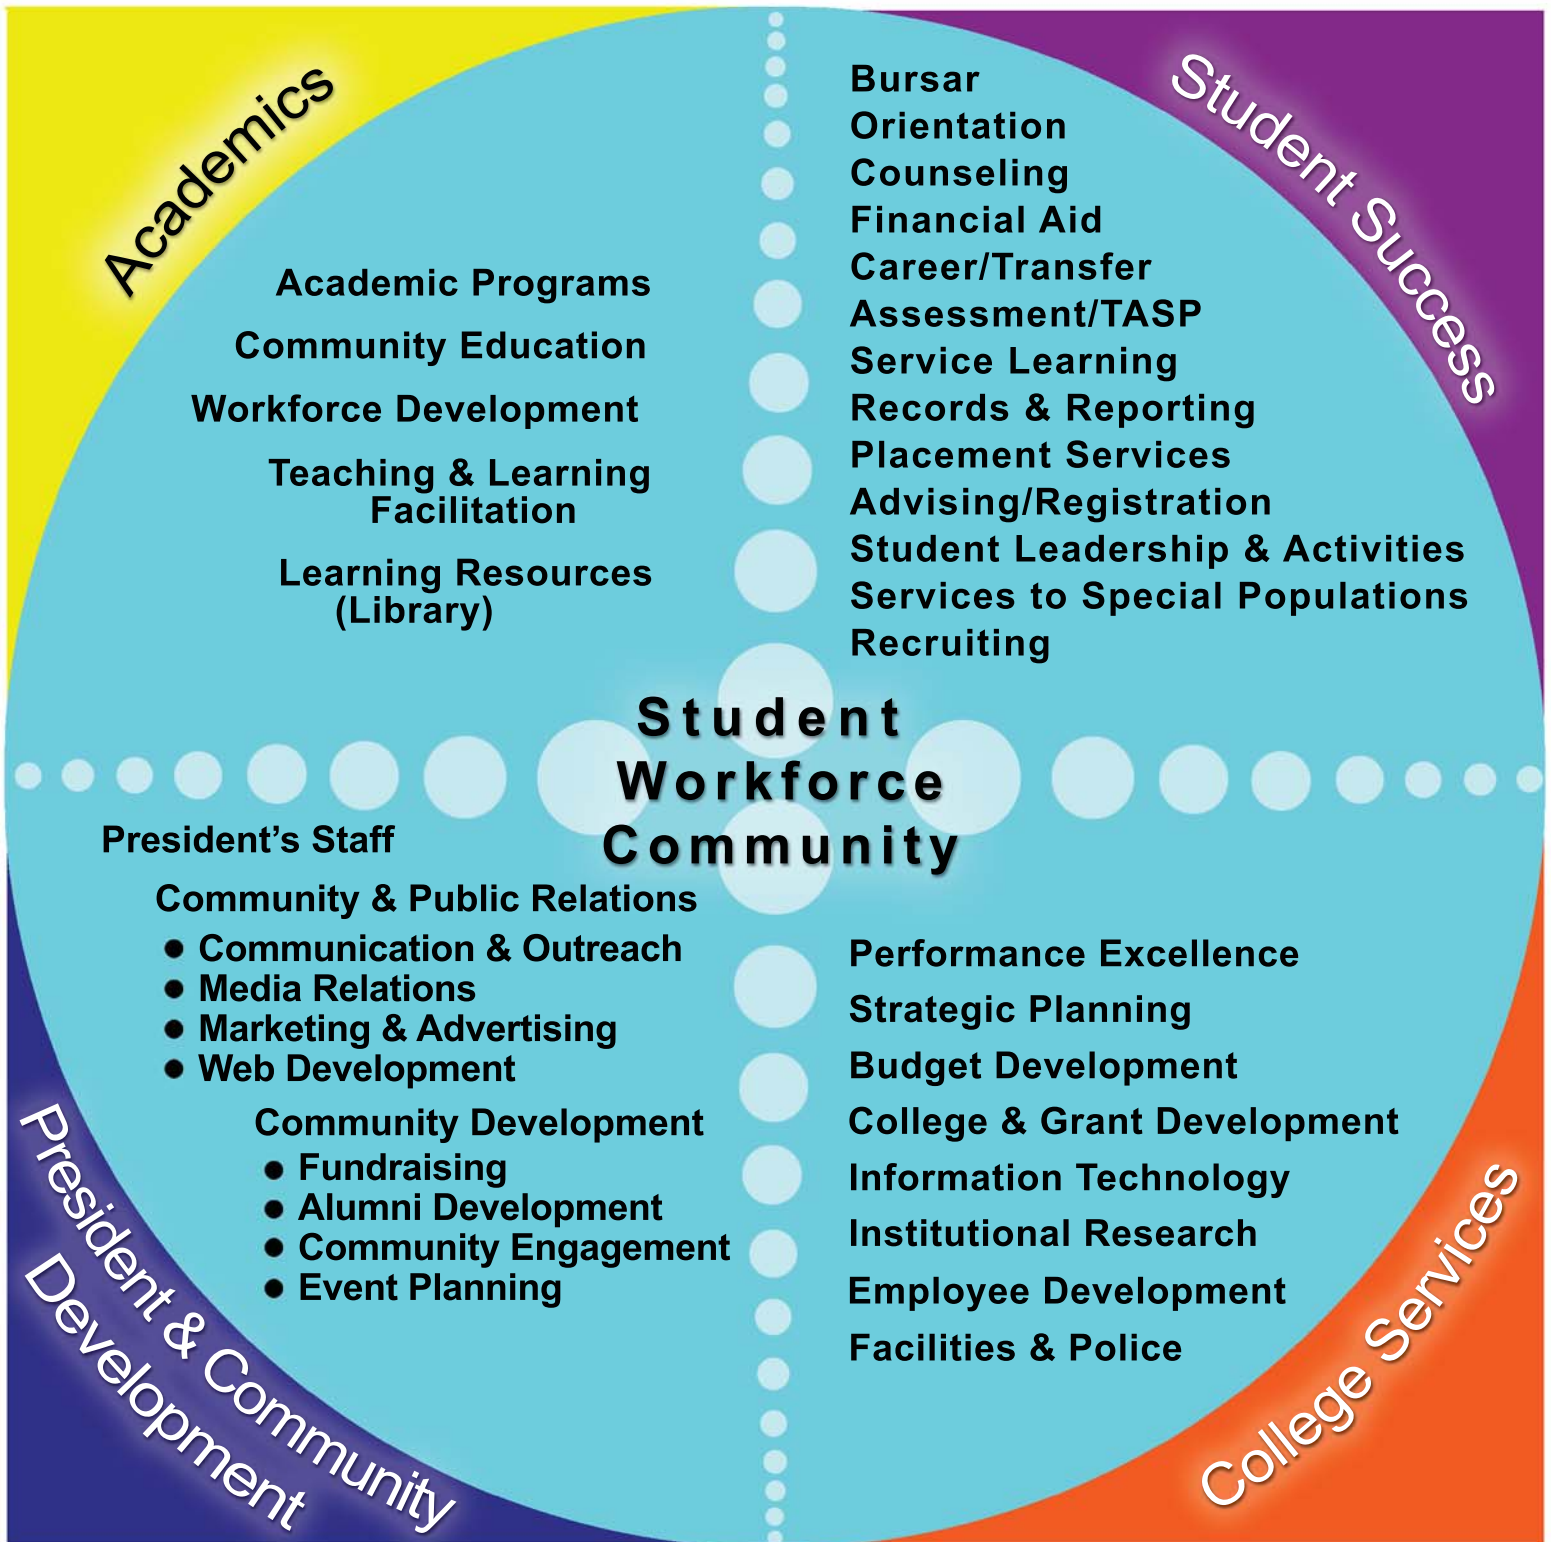 Academics
Academic Programs
Community Education
Workforce Development
Teaching & Learning
Facilitation
Learning Resources
(Library)
Student Success
Bursar
Orientation
Counseling
Financial Aid
Career/Transfer
Assessment/TASP
Service Learning
Records & Reporting
Placement Services
Advising/Registration
Student Leadership & Activities
Services to Special Populations
Recruiting
Student
Workforce
Community
President’s Staff
Community & Public Relations
● Communication & Outreach
● Media Relations
● Marketing & Advertising
● Web Development
Community Development
● Fundraising
● Alumni Development
● Community Engagement
● Event Planning
President & Community
Development
Performance Excellence
Strategic Planning
Budget Development
College & Grant Development
Information Technology
Institutional Research
Employee Development
Facilities & Police
College Services